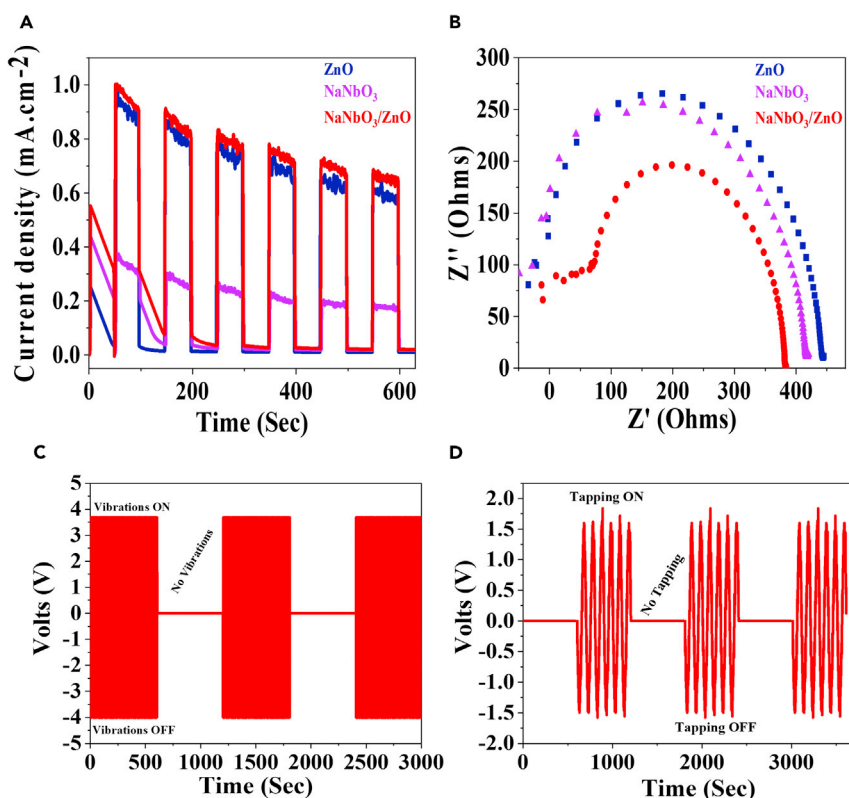 A
Current density (mA.cm-2)
1.0
0.8
0.6
0.4
0.2
0.0
ZnO
NaNbO3
NaNbO3/ZnO
0 200 400 600
Time (Sec)
B
Z'' (Ohms)
300
250
200
150
100
50
0
ZnO
NaNbO3
NaNbO3/ZnO
0 100 200 300 400
Z' (Ohms)
C
Volts (V)
5
4
3
2
1
0
-1
-2
-3
-4
-5
Vibrations ON
No Vibrations
Vibrations OFF
0 500 1000 1500 2000 2500 3000
Time (Sec)
D
Volts (V)
2.0
1.5
1.0
0.5
0.0
-0.5
-1.0
-1.5
-2.0
Tapping ON
No Tapping
Tapping OFF
0 1000 2000 3000
Time (Sec)